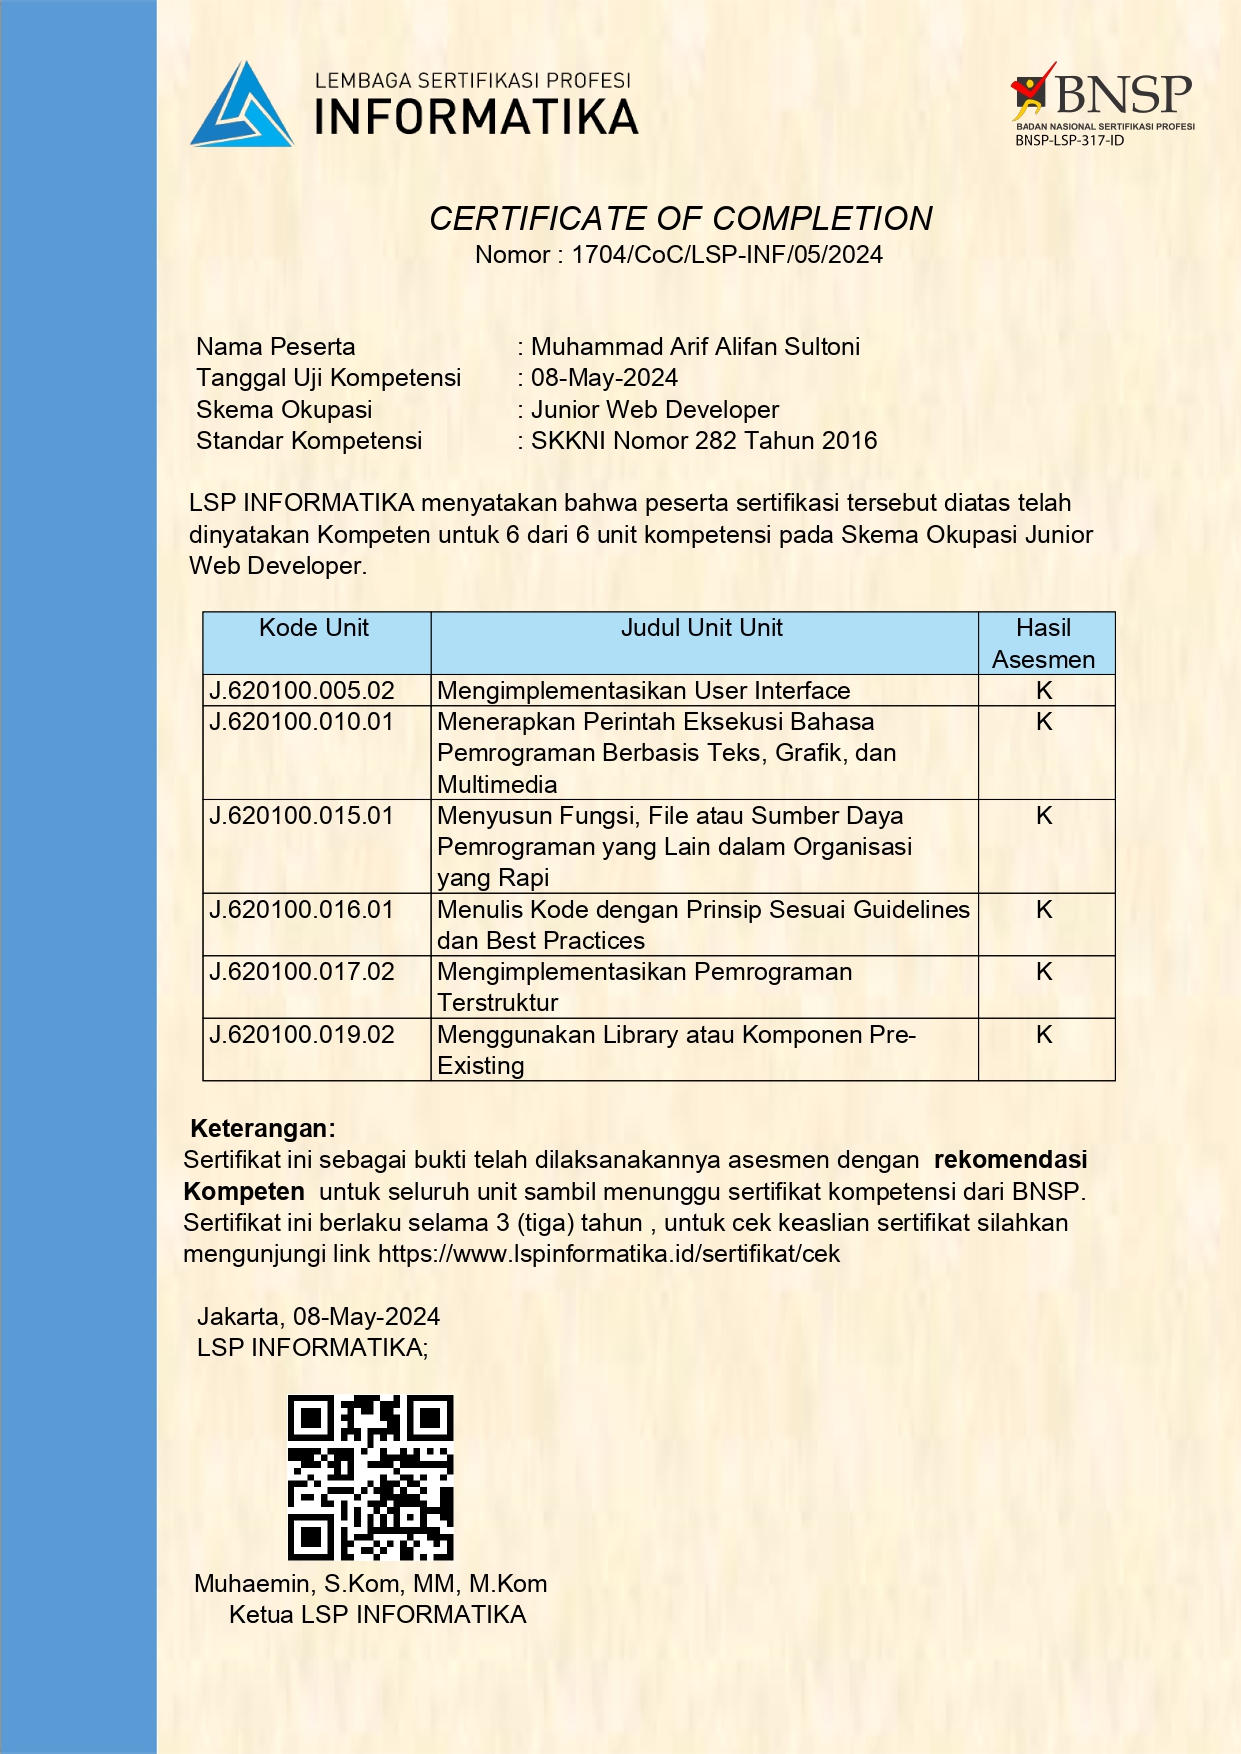 LEMBAGA SERTIFIKASI PROFESI
INFORMATIKA
BNSP
BADAN NASIONAL SERTIFIKASI PROFESI
BNSP-LSP-317-ID
CERTIFICATE OF COMPLETION
Nomor : 1704/CoC/LSP-INF/05/2024
Nama Peserta : Muhammad Arif Alifan Sultoni
Tanggal Uji Kompetensi : 08-May-2024
Skema Okupasi : Junior Web Developer
Standar Kompetensi : SKKNI Nomor 282 Tahun 2016
LSP INFORMATIKA menyatakan bahwa peserta sertifikasi tersebut diatas telah
dinyatakan Kompeten untuk 6 dari 6 unit kompetensi pada Skema Okupasi Junior
Web Developer.
Kode Unit Judul Unit Unit Hasil
Asesmen
J.620100.005.02 Mengimplementasikan User Interface K
J.620100.010.01 Menerapkan Perintah Eksekusi Bahasa K
Pemrograman Berbasis Teks, Grafik, dan
Multimedia
J.620100.015.01 Menyusun Fungsi, File atau Sumber Daya K
Pemrograman yang Lain dalam Organisasi
yang Rapi
J.620100.016.01 Menulis Kode dengan Prinsip Sesuai Guidelines K
dan Best Practices
J.620100.017.02 Mengimplementasikan Pemrograman K
Terstruktur
J.620100.019.02 Menggunakan Library atau Komponen Pre- K
Existing
Keterangan:
Sertifikat ini sebagai bukti telah dilaksanakannya asesmen dengan rekomendasi
Kompeten untuk seluruh unit sambil menunggu sertifikat kompetensi dari BNSP.
Sertifikat ini berlaku selama 3 (tiga) tahun , untuk cek keaslian sertifikat silahkan
mengunjungi link https://www.lspinformatika.id/sertifikat/cek
Jakarta, 08-May-2024
LSP INFORMATIKA;
Muhaemin, S.Kom, MM, M.Kom
Ketua LSP INFORMATIKA